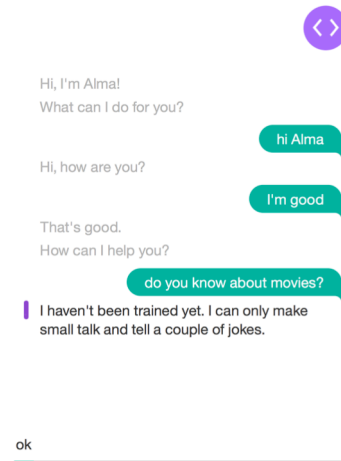 Hi, I'm Alma!
What can I do for you?
hi Alma
Hi, how are you?
I'm good
That's good.
How can I help you?
do you know about movies?
I haven't been trained yet. I can only make
small talk and tell a couple of jokes.
ok